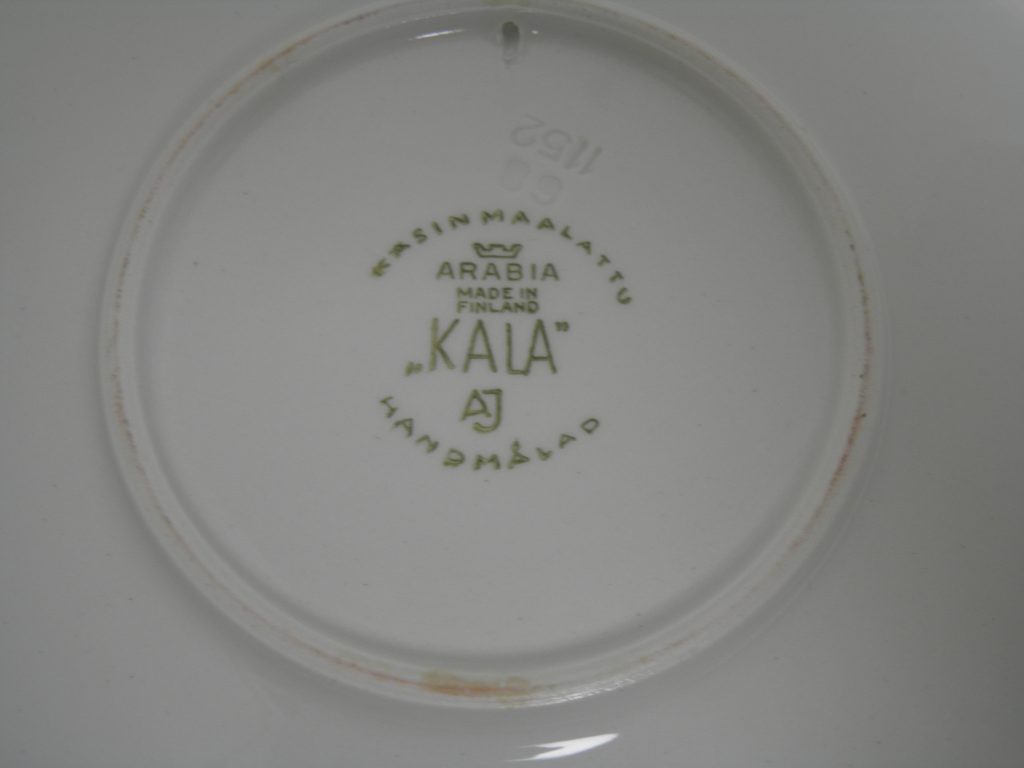 KÄSINMAALATTU
ARABIA
MADE IN
FINLAND
„KALA”
AJ
HANDMÅLAD
1152